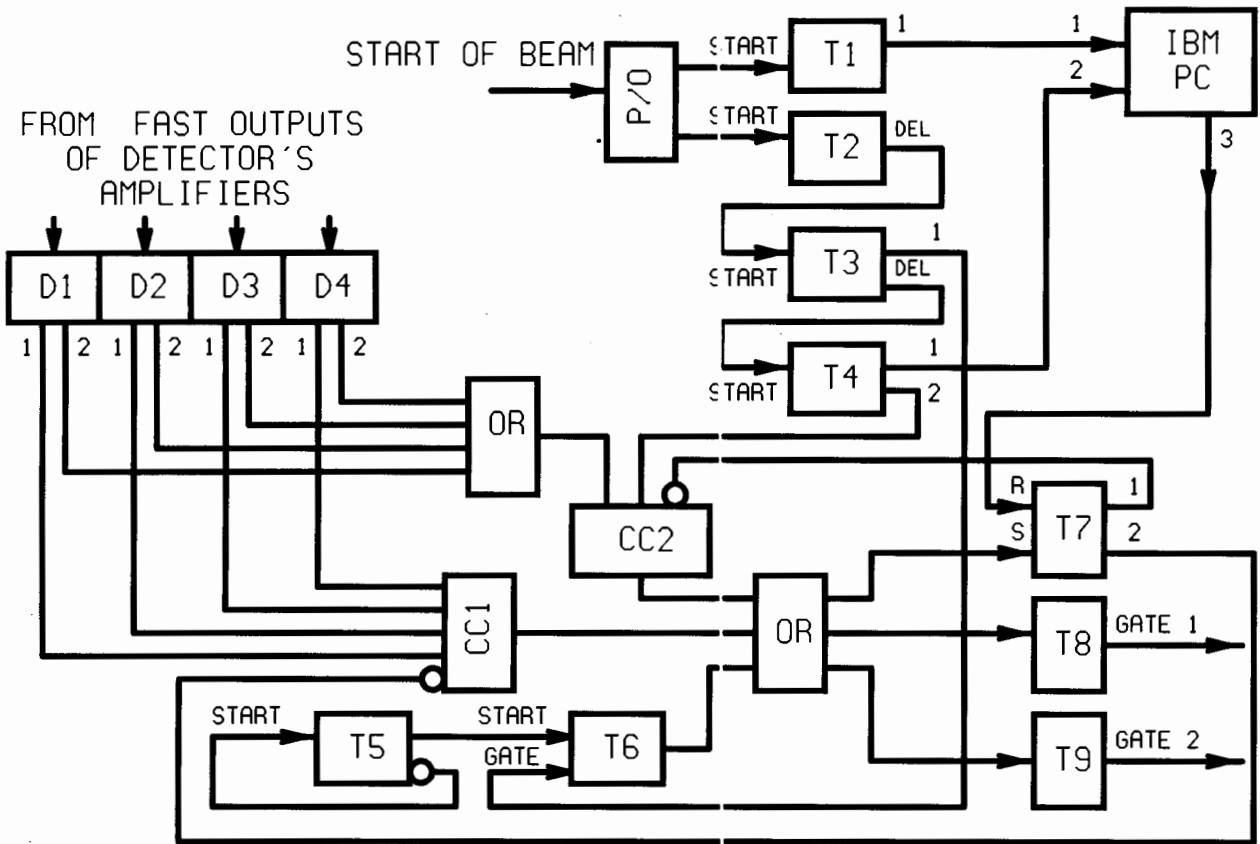 START OF BEAM
FROM FAST OUTPUTS
OF DETECTOR´S
AMPLIFIERS
P/O
START
T1
1
1
2
IBM
PC
3
START
T2
DEL
START
T3
1
DEL
START
T4
1
2
D1
D2
D3
D4
1
2
1
2
1
2
1
2
OR
CC2
R
S
T7
1
2
CC1
OR
T8
GATE 1
START
T5
START
GATE
T6
T9
GATE 2